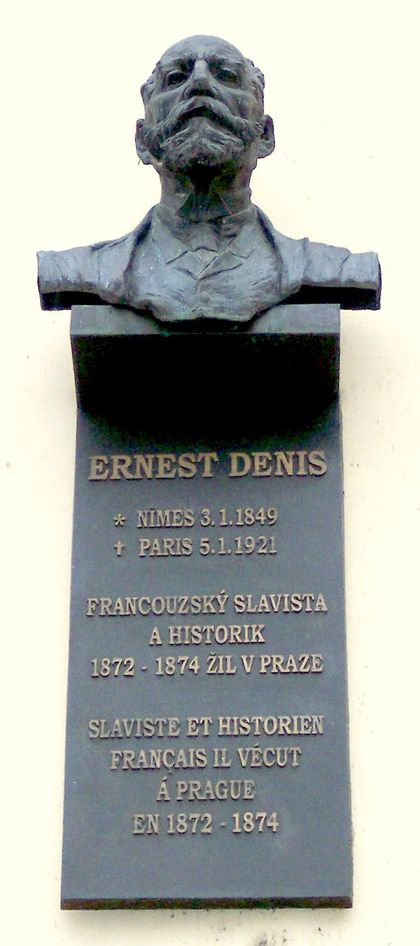 ERNEST DENIS
* NÎMES 3.1.1849
† PARIS 5.1.1921
FRANCOUZSKÝ SLAVISTA
A HISTORIK
1872 - 1874 ŽIL V PRAZE
SLAVISTE ET HISTORIEN
FRANÇAIS IL VÉCUT
Á PRAGUE
EN 1872 - 1874